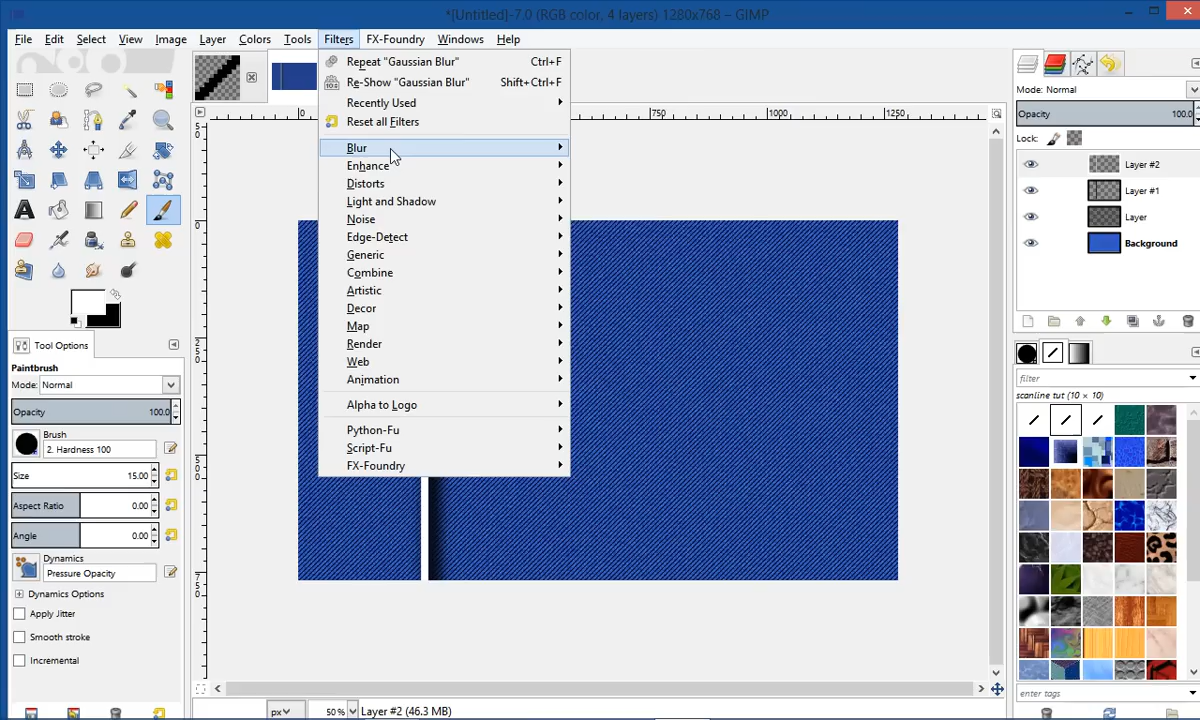 *[Untitled]-7.0 (RGB color, 4 layers) 1280x768 – GIMP
File Edit Select View Image Layer Colors Tools Filters FX-Foundry Windows Help
Repeat "Gaussian Blur" Ctrl+F
Re-Show "Gaussian Blur" Shift+Ctrl+F
Recently Used
Reset all Filters
Blur
Enhance
Distorts
Light and Shadow
Noise
Edge-Detect
Generic
Combine
Artistic
Decor
Map
Render
Web
Animation
Alpha to Logo
Python-Fu
Script-Fu
FX-Foundry
0 750 1000 1250
50
0
250
500
750
Tool Options
Paintbrush
Mode: Normal
Opacity 100.0
Brush
2. Hardness 100
Size 15.00
Aspect Ratio 0.00
Angle 0.00
Dynamics
Pressure Opacity
Dynamics Options
Apply Jitter
Smooth stroke
Incremental
px 50 % Layer #2 (46.3 MB)
Mode: Normal
Opacity 100.0
Lock:
Layer #2
Layer #1
Layer
Background
filter
scanline tut (10 × 10)
enter tags